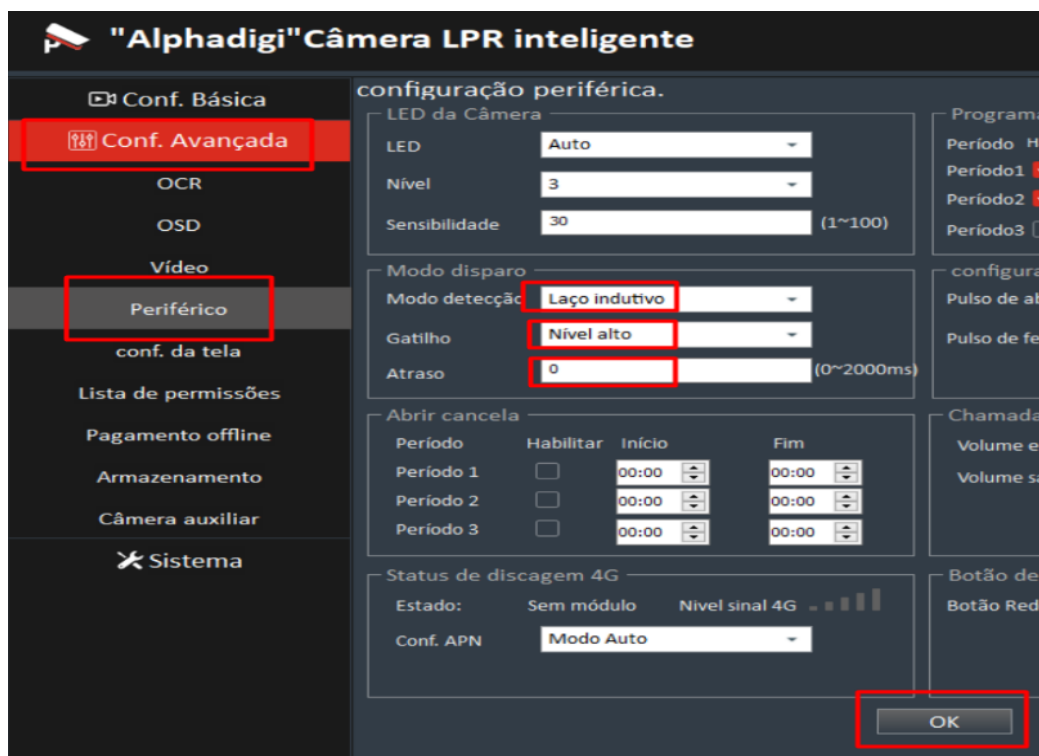 "Alphadigi"Câmera LPR inteligente
Conf. Básica
Conf. Avançada
OCR
OSD
Vídeo
Periférico
conf. da tela
Lista de permissões
Pagamento offline
Armazenamento
Câmera auxiliar
Sistema
configuração periférica.
LED da Câmera
LED Auto
Nível 3
Sensibilidade 30 (1~100)
Modo disparo
Modo detecção Laço indutivo
Gatilho Nível alto
Atraso 0 (0~2000ms)
Abrir cancela
Período Habilitar Início Fim
Período 1 00:00 00:00
Período 2 00:00 00:00
Período 3 00:00 00:00
Status de discagem 4G
Estado: Sem módulo Nivel sinal 4G
Conf. APN Modo Auto
Período
Período1
Período2
Período3
Pulso de
Pulso de
Chamada
Volume
Volume
Botão de
Botão
OK